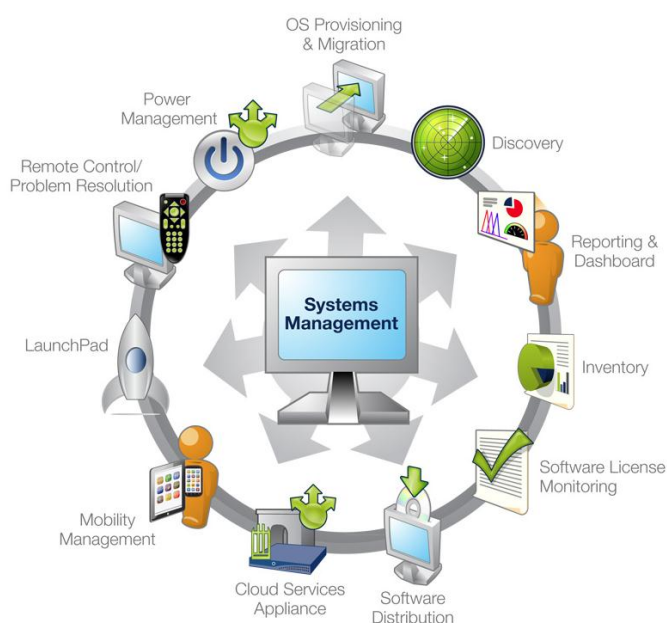 OS Provisioning
& Migration
Discovery
Reporting &
Dashboard
Inventory
Software License
Monitoring
Software
Distribution
Cloud Services
Appliance
Mobility
Management
LaunchPad
Remote Control/
Problem Resolution
Power
Management
Systems
Management